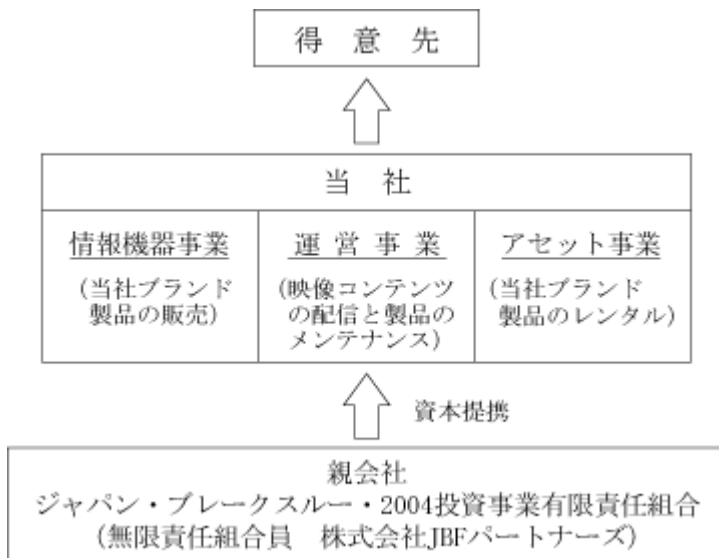 得 意 先
当 社
情報機器事業
(当社ブランド
製品の販売)
運 営 事 業
(映像コンテンツ
の配信と製品の
メンテナンス)
アセット事業
(当社ブランド
製品のレンタル)
資本提携
親会社
ジャパン・ブレークスルー・2004投資事業有限責任組合
(無限責任組合員 株式会社JBFパートナーズ)